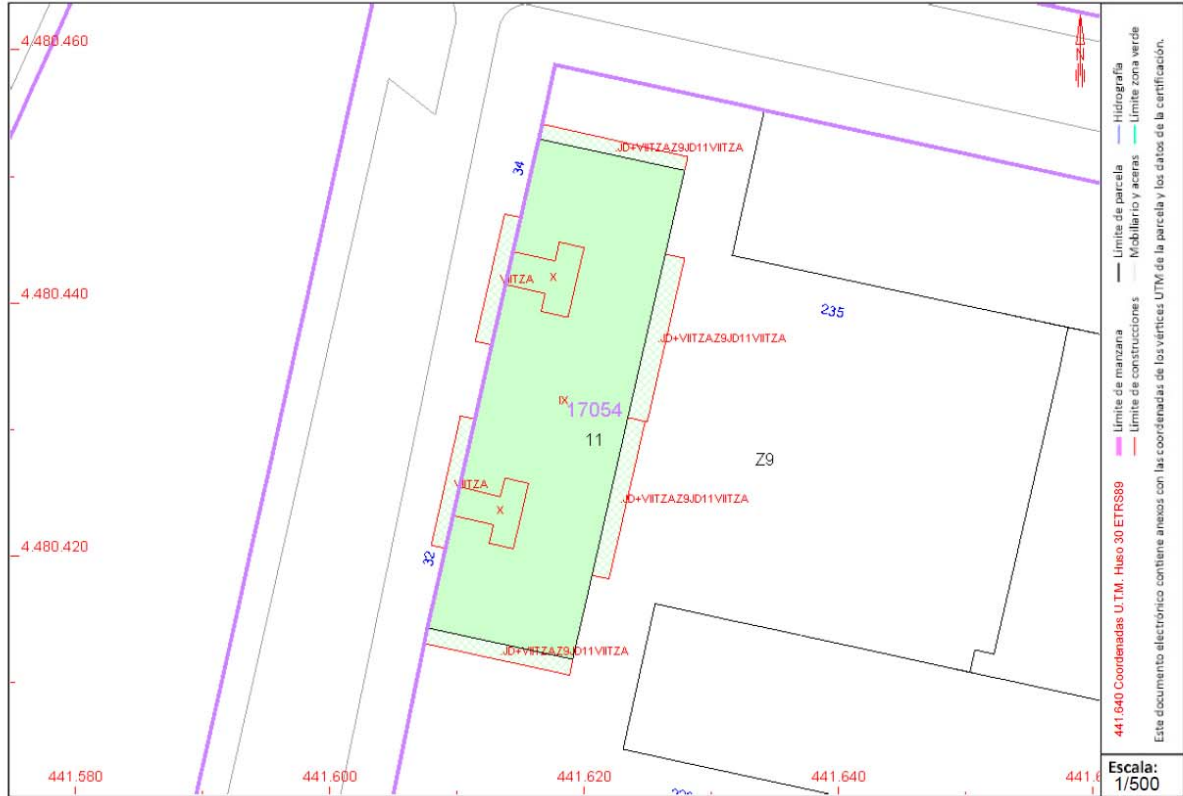 4.480.460
JD+VIITZAZ9JD11VIITZA
34
VIITZA
X
4.480.440
235
JD+VIITZAZ9JD11VIITZA
IX
17054
11
Z9
VIITZA
X
JD+VIITZAZ9JD11VIITZA
4.480.420
32
JD+VIITZAZ9JD11VIITZA
441.580
441.600
441.620
441.640
N
441.640 Coordenadas U.T.M. Huso 30 ETRS89
Límite de manzana
Límite de parcela
Hidrografía
Límite de construcciones
Mobiliario y aceras
Límite zona verde
Este documento electrónico contiene anexos con las coordenadas de los vértices UTM de la parcela y los datos de la certificación.
Escala:
1/500